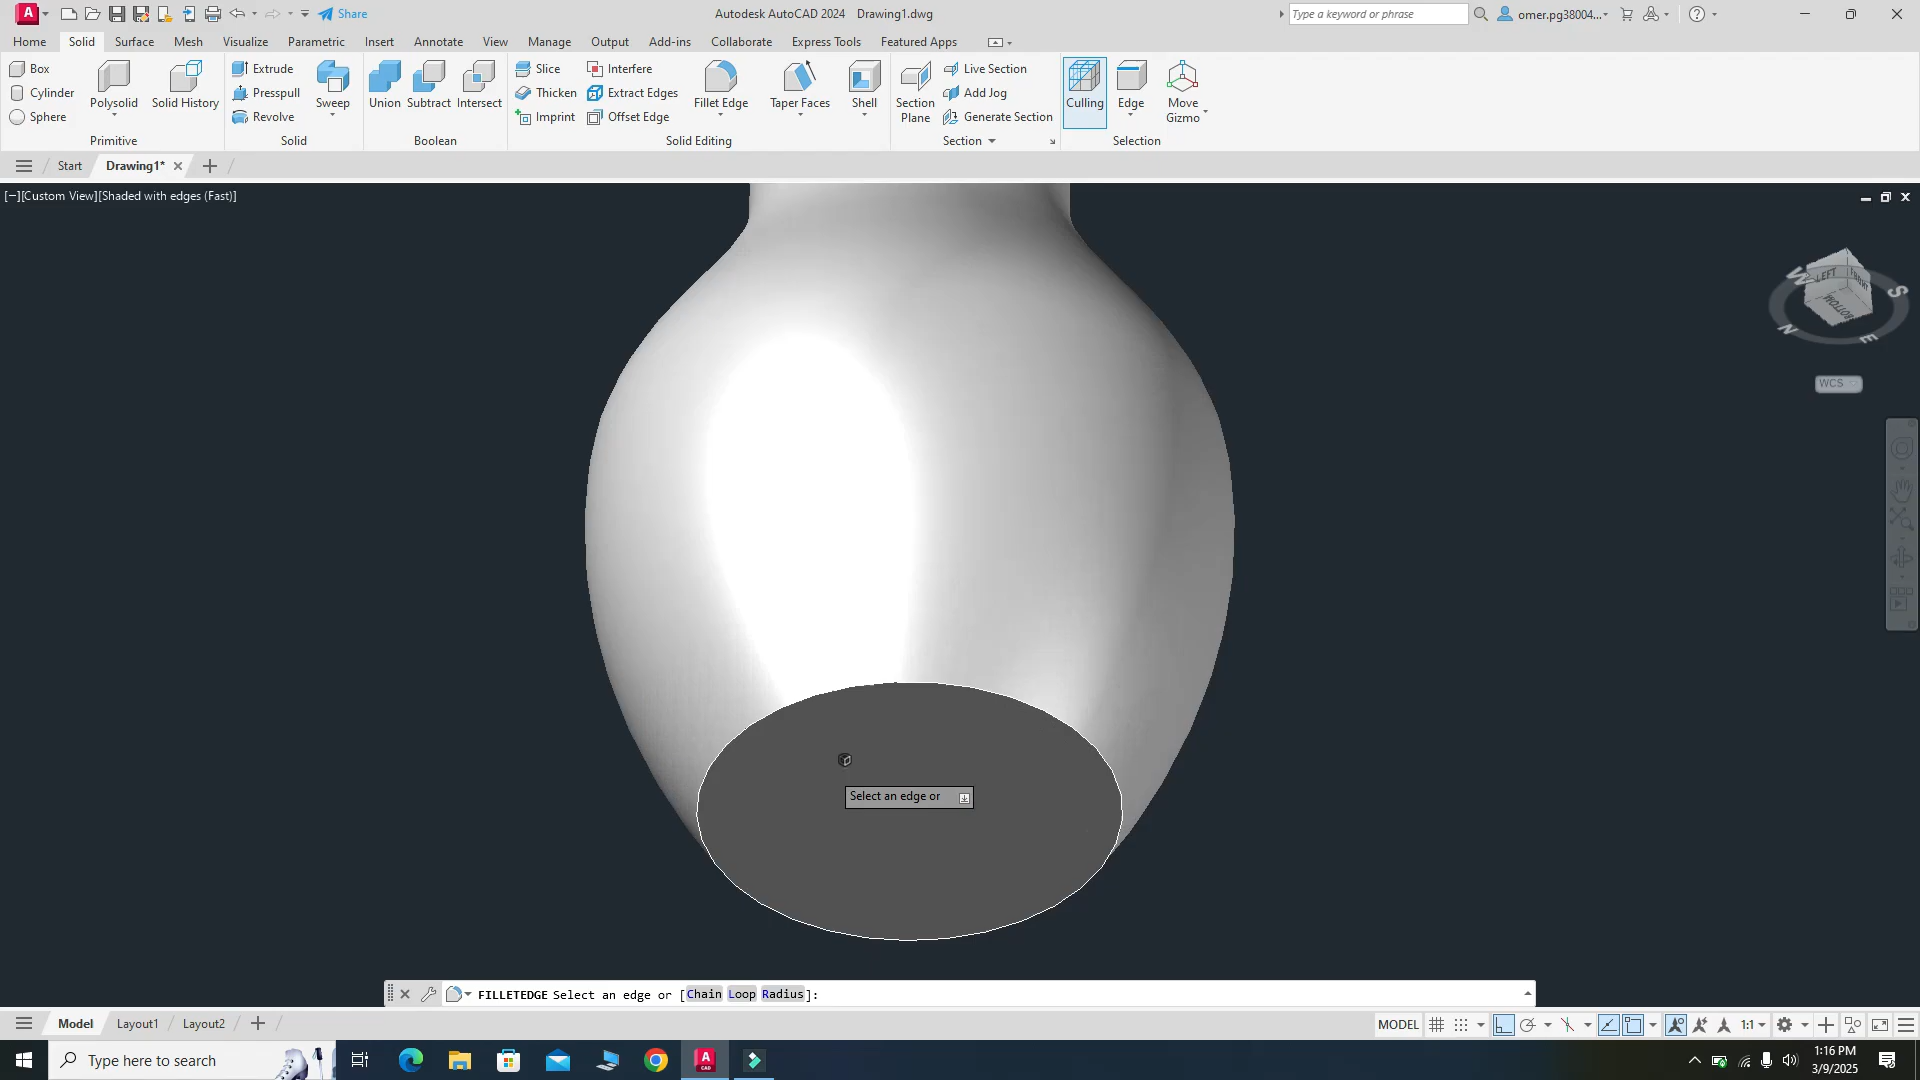 Share
Autodesk AutoCAD 2024 Drawing1.dwg
Type a keyword or phrase
omer.pg38004...
Home Solid Surface Mesh Visualize Parametric Insert Annotate View Manage Output Add-ins Collaborate Express Tools Featured Apps
Box
Cylinder
Sphere
Polysolid
Solid History
Primitive
Extrude
Presspull
Revolve
Sweep
Solid
Union
Subtract
Intersect
Boolean
Slice
Thicken
Imprint
Interfere
Extract Edges
Offset Edge
Fillet Edge
Taper Faces
Shell
Solid Editing
Section
Plane
Live Section
Add Jog
Generate Section
Section
Culling
Edge
Move
Gizmo
Selection
Start
Drawing1*
[−][Custom View][Shaded with edges (Fast)]
W
S
N
E
LEFT
FRONT
BOTTOM
WCS
Select an edge or
FILLETEDGE Select an edge or [Chain Loop Radius]:
Model
Layout1
Layout2
MODEL
1:1
Type here to search
A
CAD
1:16 PM
3/9/2025